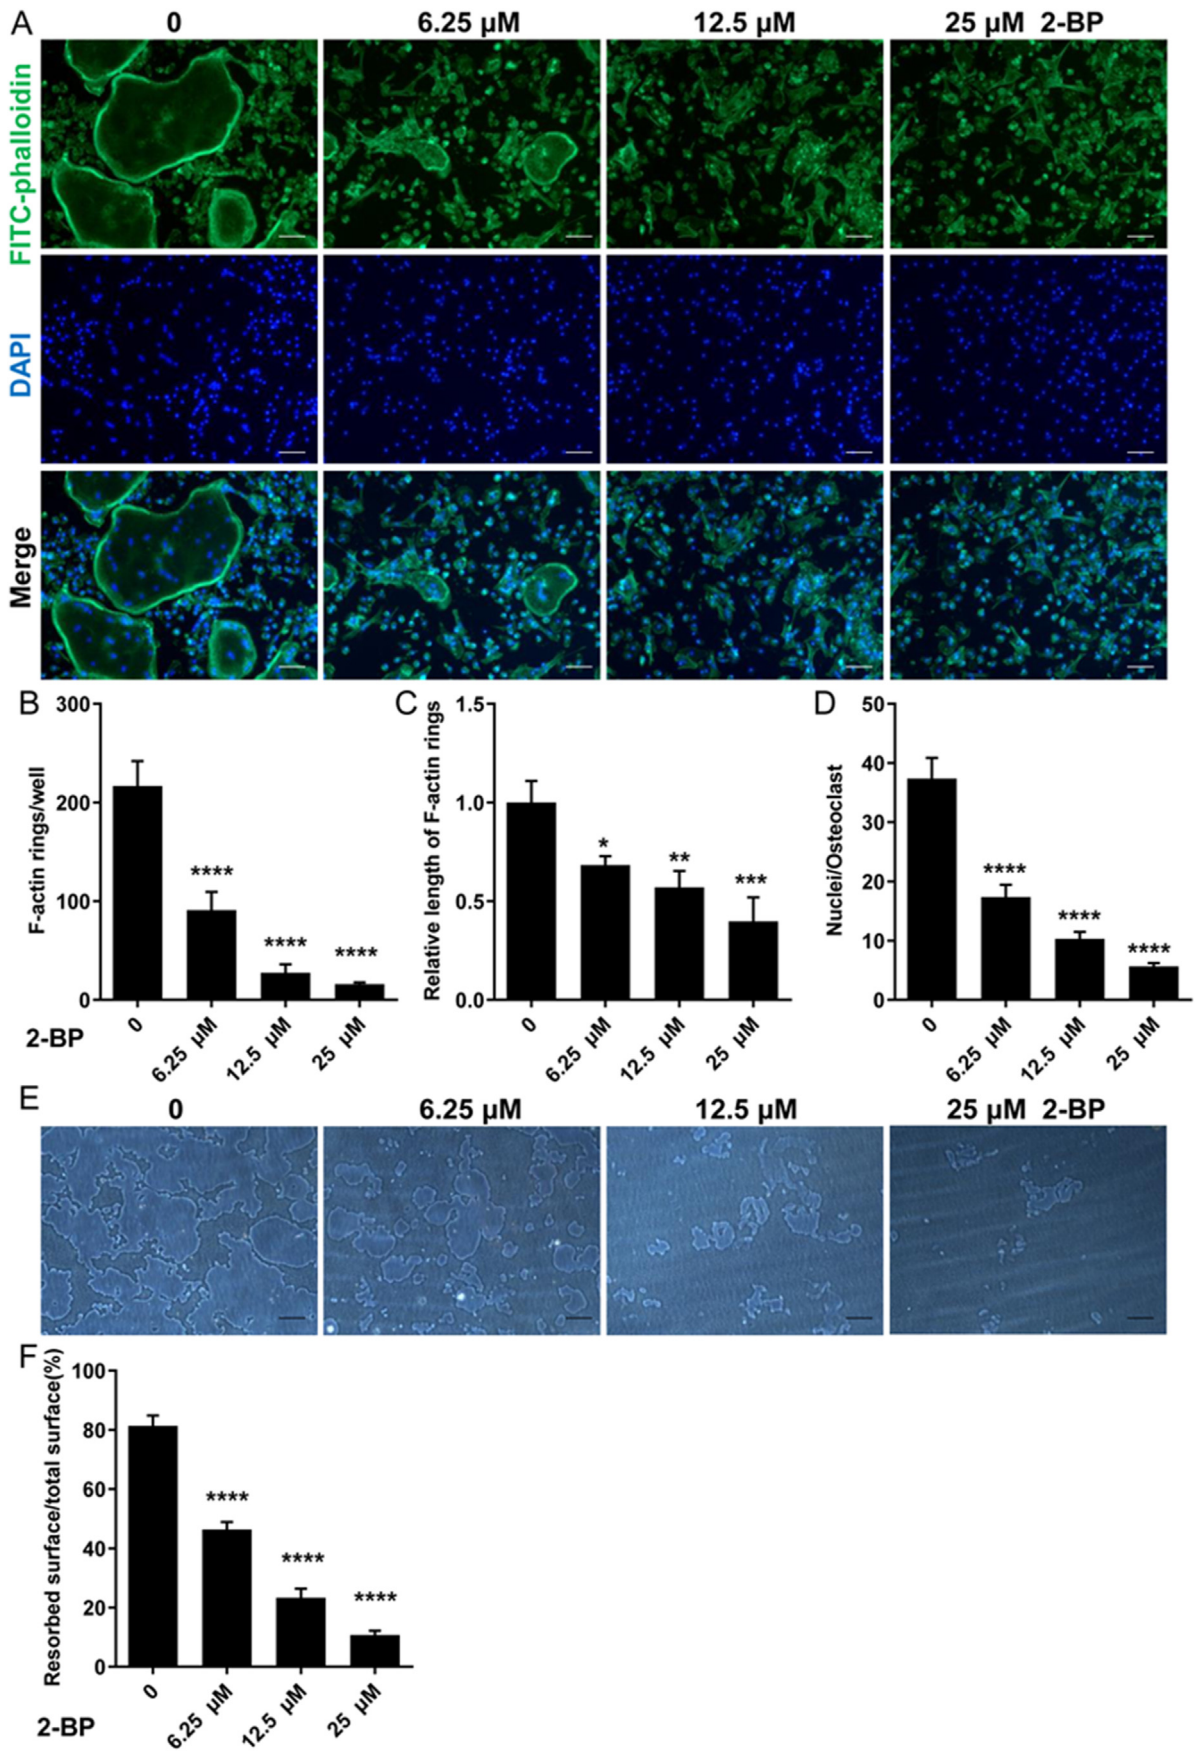 A
0
6.25 µM
12.5 µM
25 µM 2-BP
FITC-phalloidin
DAPI
Merge
B
300
200
100
0
F-actin rings/well
****
****
****
0
6.25 µM
12.5 µM
25 µM
2-BP
C
1.5
1.0
0.5
0.0
Relative length of F-actin rings
*
**
***
0
6.25 µM
12.5 µM
25 µM
D
50
40
30
20
10
0
Nuclei/Osteoclast
****
****
****
0
6.25 µM
12.5 µM
25 µM
E
0
6.25 µM
12.5 µM
25 µM 2-BP
F
100
80
60
40
20
0
Resorbed surface/total surface(%)
****
****
****
0
6.25 µM
12.5 µM
25 µM
2-BP